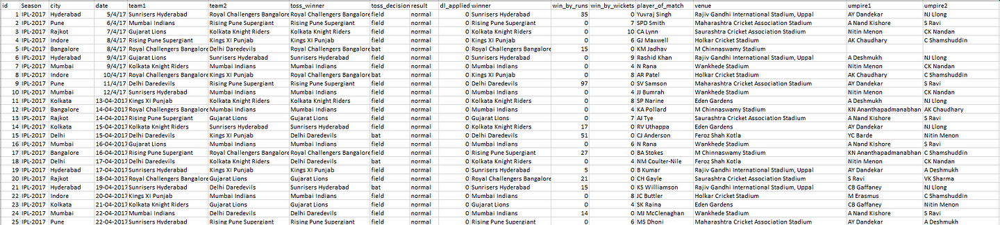 id Season city date team1 team2 toss_winner toss_decision result dl_applied winner win_by_runs win_by_wickets player_of_match venue umpire1 umpire2
1 IPL-2017 Hyderabad 5/4/17 Sunrisers Hyderabad Royal Challengers Bangalore Royal Challengers Bangalore field normal 0 Sunrisers Hyderabad 35 0 Yuvraj Singh Rajiv Gandhi International Stadium, Uppal AY Dandekar NJ Llong
2 IPL-2017 Pune 6/4/17 Mumbai Indians Rising Pune Supergiant Rising Pune Supergiant field normal 0 Rising Pune Supergiant 0 7 SPD Smith Maharashtra Cricket Association Stadium A Nand Kishore S Ravi
3 IPL-2017 Rajkot 7/4/17 Gujarat Lions Kolkata Knight Riders Kolkata Knight Riders field normal 0 Kolkata Knight Riders 0 10 CA Lynn Saurashtra Cricket Association Stadium Nitin Menon CK Nandan
4 IPL-2017 Indore 8/4/17 Rising Pune Supergiant Kings XI Punjab Kings XI Punjab field normal 0 Kings XI Punjab 0 6 GJ Maxwell Holkar Cricket Stadium AK Chaudhary C Shamshuddin
5 IPL-2017 Bangalore 8/4/17 Royal Challengers Bangalore Delhi Daredevils Royal Challengers Bangalore bat normal 0 Royal Challengers Bangalore 15 0 KM Jadhav M Chinnaswamy Stadium
6 IPL-2017 Hyderabad 9/4/17 Gujarat Lions Sunrisers Hyderabad Sunrisers Hyderabad field normal 0 Sunrisers Hyderabad 0 9 Rashid Khan Rajiv Gandhi International Stadium, Uppal A Deshmukh NJ Llong
7 IPL-2017 Mumbai 9/4/17 Kolkata Knight Riders Mumbai Indians Mumbai Indians field normal 0 Mumbai Indians 0 4 N Rana Wankhede Stadium Nitin Menon CK Nandan
8 IPL-2017 Indore 10/4/17 Royal Challengers Bangalore Kings XI Punjab Royal Challengers Bangalore bat normal 0 Kings XI Punjab 0 8 AR Patel Holkar Cricket Stadium AK Chaudhary C Shamshuddin
9 IPL-2017 Pune 11/4/17 Delhi Daredevils Rising Pune Supergiant Rising Pune Supergiant field normal 0 Delhi Daredevils 97 0 SV Samson Maharashtra Cricket Association Stadium AY Dandekar S Ravi
10 IPL-2017 Mumbai 12/4/17 Sunrisers Hyderabad Mumbai Indians Mumbai Indians field normal 0 Mumbai Indians 0 4 JJ Bumrah Wankhede Stadium Nitin Menon CK Nandan
11 IPL-2017 Kolkata 13-04-2017 Kings XI Punjab Kolkata Knight Riders Kolkata Knight Riders field normal 0 Kolkata Knight Riders 0 8 SP Narine Eden Gardens A Deshmukh NJ Llong
12 IPL-2017 Bangalore 14-04-2017 Royal Challengers Bangalore Mumbai Indians Mumbai Indians field normal 0 Mumbai Indians 0 4 KA Pollard M Chinnaswamy Stadium KN Ananthapadmanabhan AK Chaudhary
13 IPL-2017 Rajkot 14-04-2017 Rising Pune Supergiant Gujarat Lions Gujarat Lions field normal 0 Gujarat Lions 0 7 AJ Tye Saurashtra Cricket Association Stadium A Nand Kishore S Ravi
14 IPL-2017 Kolkata 15-04-2017 Kolkata Knight Riders Sunrisers Hyderabad Sunrisers Hyderabad field normal 0 Kolkata Knight Riders 17 0 RV Uthappa Eden Gardens AY Dandekar NJ Llong
15 IPL-2017 Delhi 15-04-2017 Delhi Daredevils Kings XI Punjab Delhi Daredevils bat normal 0 Delhi Daredevils 51 0 CJ Anderson Feroz Shah Kotla YC Barde Nitin Menon
16 IPL-2017 Mumbai 16-04-2017 Gujarat Lions Mumbai Indians Mumbai Indians field normal 0 Mumbai Indians 0 6 N Rana Wankhede Stadium A Nand Kishore S Ravi
17 IPL-2017 Bangalore 16-04-2017 Rising Pune Supergiant Royal Challengers Bangalore Royal Challengers Bangalore field normal 0 Rising Pune Supergiant 27 0 BA Stokes M Chinnaswamy Stadium KN Ananthapadmanabhan C Shamshuddin
18 IPL-2017 Delhi 17-04-2017 Delhi Daredevils Kolkata Knight Riders Delhi Daredevils bat normal 0 Kolkata Knight Riders 0 4 NM Coulter-Nile Feroz Shah Kotla Nitin Menon CK Nandan
19 IPL-2017 Hyderabad 17-04-2017 Sunrisers Hyderabad Kings XI Punjab Kings XI Punjab field normal 0 Sunrisers Hyderabad 5 0 B Kumar Rajiv Gandhi International Stadium, Uppal AY Dandekar A Deshmukh
20 IPL-2017 Rajkot 18-04-2017 Royal Challengers Bangalore Gujarat Lions Gujarat Lions field normal 0 Royal Challengers Bangalore 21 0 CH Gayle Saurashtra Cricket Association Stadium S Ravi VK Sharma
21 IPL-2017 Hyderabad 19-04-2017 Sunrisers Hyderabad Delhi Daredevils Sunrisers Hyderabad bat normal 0 Sunrisers Hyderabad 15 0 KS Williamson Rajiv Gandhi International Stadium, Uppal CB Gaffaney NJ Llong
22 IPL-2017 Indore 20-04-2017 Kings XI Punjab Mumbai Indians Mumbai Indians field normal 0 Mumbai Indians 0 8 JC Buttler Holkar Cricket Stadium M Erasmus C Shamshuddin
23 IPL-2017 Kolkata 21-04-2017 Kolkata Knight Riders Gujarat Lions Gujarat Lions field normal 0 Gujarat Lions 0 4 SK Raina Eden Gardens CB Gaffaney Nitin Menon
24 IPL-2017 Mumbai 22-04-2017 Mumbai Indians Delhi Daredevils Delhi Daredevils field normal 0 Mumbai Indians 14 0 MJ McClenaghan Wankhede Stadium A Nand Kishore S Ravi
25 IPL-2017 Pune 22-04-2017 Sunrisers Hyderabad Rising Pune Supergiant Rising Pune Supergiant field normal 0 Rising Pune Supergiant 0 6 MS Dhoni Maharashtra Cricket Association Stadium AY Dandekar A Deshmukh